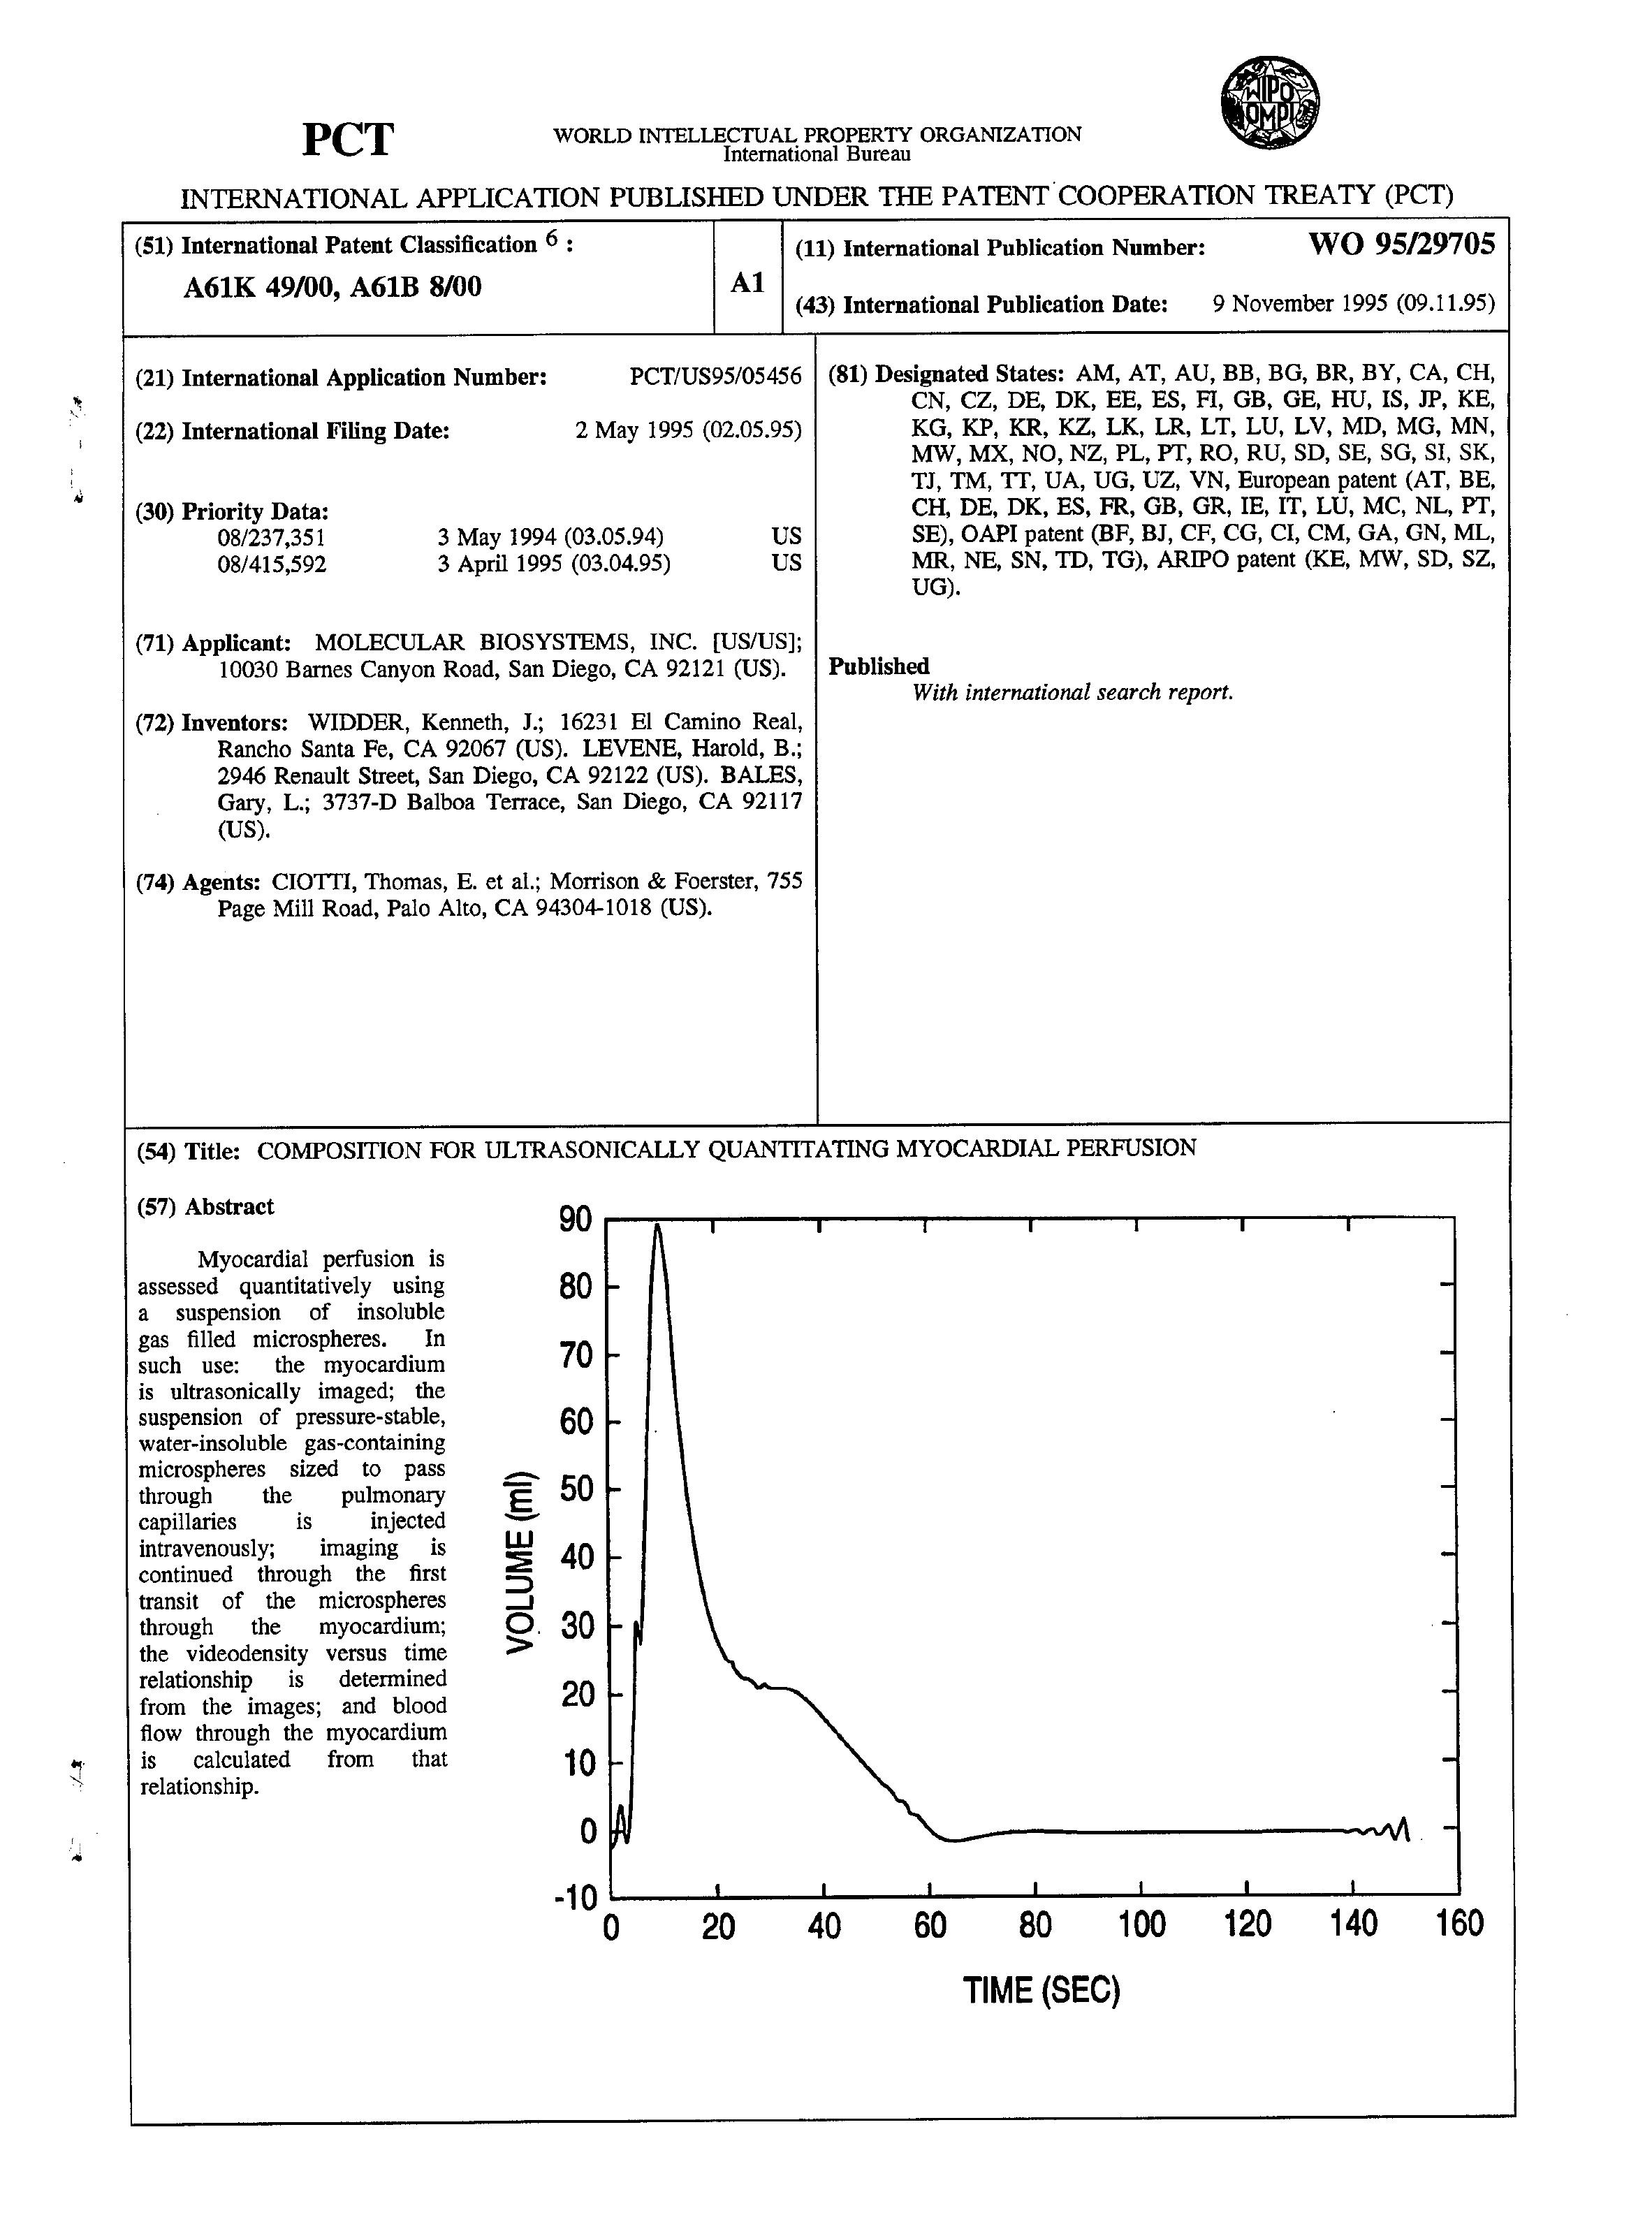 WIPO
OMPI
PCT
WORLD INTELLECTUAL PROPERTY ORGANIZATION
International Bureau
INTERNATIONAL APPLICATION PUBLISHED UNDER THE PATENT COOPERATION TREATY (PCT)
(51) International Patent Classification 6 :
A61K 49/00, A61B 8/00
A1
(11) International Publication Number: WO 95/29705
(43) International Publication Date: 9 November 1995 (09.11.95)
(21) International Application Number: PCT/US95/05456
(22) International Filing Date: 2 May 1995 (02.05.95)
(30) Priority Data:
08/237,351 3 May 1994 (03.05.94) US
08/415,592 3 April 1995 (03.04.95) US
(71) Applicant: MOLECULAR BIOSYSTEMS, INC. [US/US];
10030 Barnes Canyon Road, San Diego, CA 92121 (US).
(72) Inventors: WIDDER, Kenneth, J.; 16231 El Camino Real,
Rancho Santa Fe, CA 92067 (US). LEVENE, Harold, B.;
2946 Renault Street, San Diego, CA 92122 (US). BALES,
Gary, L.; 3737-D Balboa Terrace, San Diego, CA 92117
(US).
(74) Agents: CIOTTI, Thomas, E. et al.; Morrison & Foerster, 755
Page Mill Road, Palo Alto, CA 94304-1018 (US).
(81) Designated States: AM, AT, AU, BB, BG, BR, BY, CA, CH,
CN, CZ, DE, DK, EE, ES, FI, GB, GE, HU, IS, JP, KE,
KG, KP, KR, KZ, LK, LR, LT, LU, LV, MD, MG, MN,
MW, MX, NO, NZ, PL, PT, RO, RU, SD, SE, SG, SI, SK,
TJ, TM, TT, UA, UG, UZ, VN, European patent (AT, BE,
CH, DE, DK, ES, FR, GB, GR, IE, IT, LU, MC, NL, PT,
SE), OAPI patent (BF, BJ, CF, CG, CI, CM, GA, GN, ML,
MR, NE, SN, TD, TG), ARIPO patent (KE, MW, SD, SZ,
UG).
Published
With international search report.
(54) Title: COMPOSITION FOR ULTRASONICALLY QUANTITATING MYOCARDIAL PERFUSION
(57) Abstract
Myocardial perfusion is
assessed quantitatively using
a suspension of insoluble
gas filled microspheres. In
such use: the myocardium
is ultrasonically imaged; the
suspension of pressure-stable,
water-insoluble gas-containing
microspheres sized to pass
through the pulmonary
capillaries is injected
intravenously; imaging is
continued through the first
transit of the microspheres
through the myocardium;
the videodensity versus time
relationship is determined
from the images; and blood
flow through the myocardium
is calculated from that
relationship.
VOLUME (ml)
90
80
70
60
50
40
30
20
10
0
-10
0 20 40 60 80 100 120 140 160
TIME (SEC)